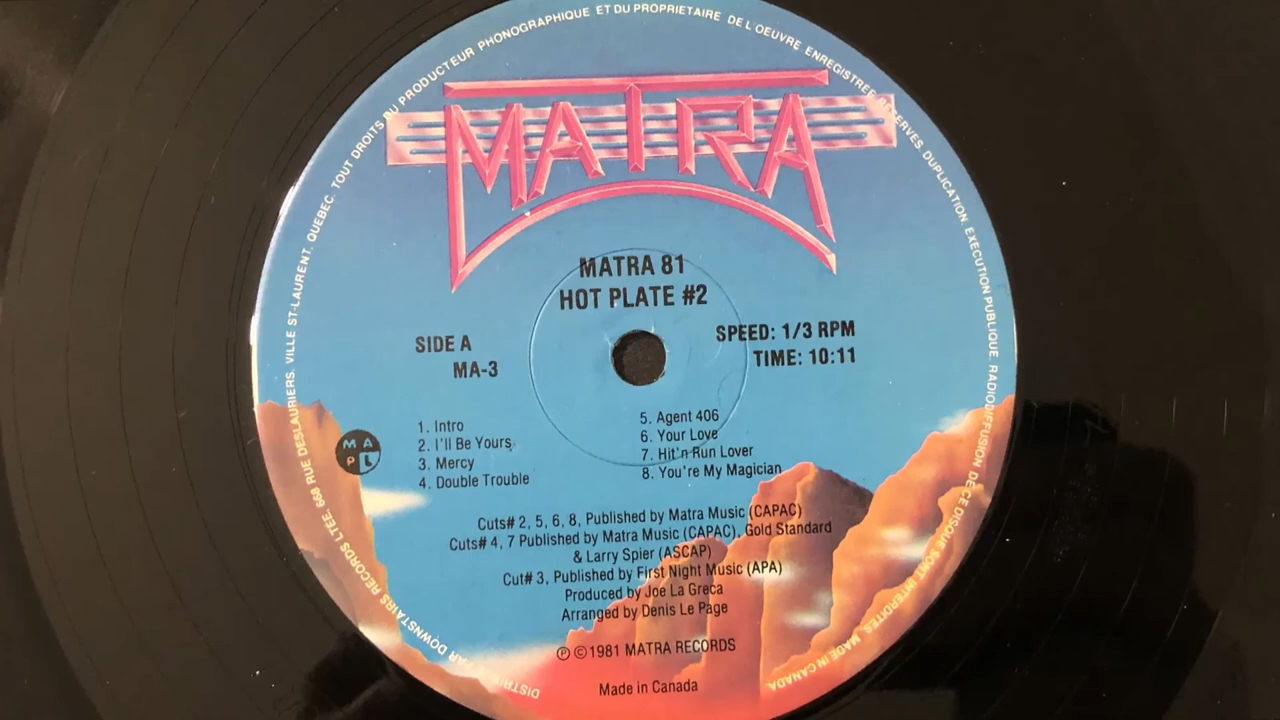 TOUT DROITS DU PRODUCTEUR PHONOGRAPHIQUE ET DU PROPRIETAIRE DE L'OEUVRE ENREGISTREE RESERVES. DUPLICATION, EXECUTION PUBLIQUE, RADIODIFFUSION DE CE DISQUE SONT INTERDITES. MADE IN CANADA
MATRA
MATRA 81
HOT PLATE #2
SIDE A
MA-3
SPEED: 1/3 RPM
TIME: 10:11
MAPL
1. Intro
2. I'll Be Yours
3. Mercy
4. Double Trouble
5. Agent 406
6. Your Love
7. Hit'n Run Lover
8. You're My Magician
Cuts# 2, 5, 6, 8, Published by Matra Music (CAPAC)
Cuts# 4, 7 Published by Matra Music (CAPAC), Gold Standard
& Larry Spier (ASCAP)
Cut# 3, Published by First Night Music (APA)
Produced by Joe La Greca
Arranged by Denis Le Page
℗ © 1981 MATRA RECORDS
Made in Canada
PAR DOWNSTAIRS RECORDS LTEE, 668 RUE DESLAURIERS, VILLE ST-LAURENT, QUEBEC.